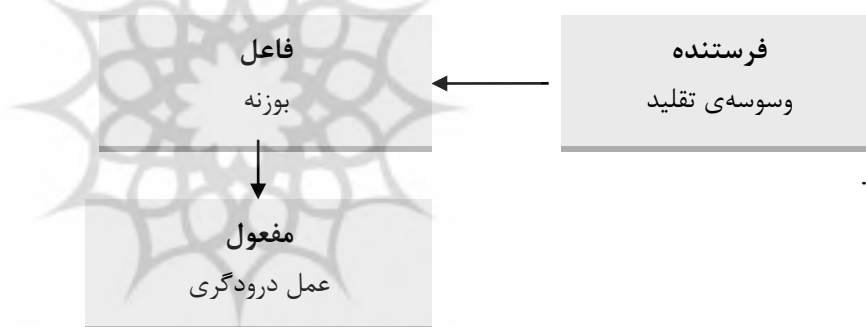 فرستنده
وسوسه‌ی تقلید
فاعل
بوزنه
.
مفعول
عمل درودگری